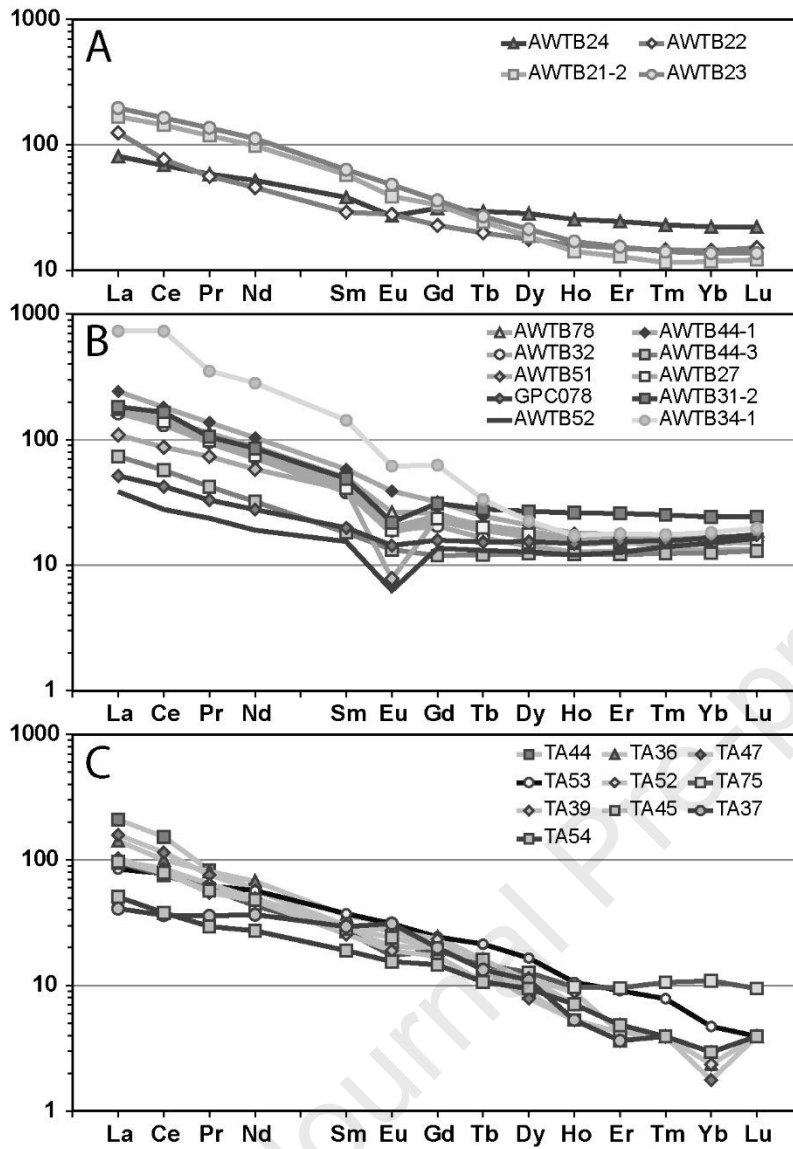 1000
A
AWTB24 AWTB22
AWTB21-2 AWTB23
100
10
La Ce Pr Nd Sm Eu Gd Tb Dy Ho Er Tm Yb Lu
1000
B
AWTB78 AWTB44-1
AWTB32 AWTB44-3
AWTB51 AWTB27
GPC078 AWTB31-2
AWTB52 AWTB34-1
100
10
1
La Ce Pr Nd Sm Eu Gd Tb Dy Ho Er Tm Yb Lu
1000
C
TA44 TA36 TA47
TA53 TA52 TA75
TA39 TA45 TA37
TA54
100
10
1
La Ce Pr Nd Sm Eu Gd Tb Dy Ho Er Tm Yb Lu
Journal Pre-p